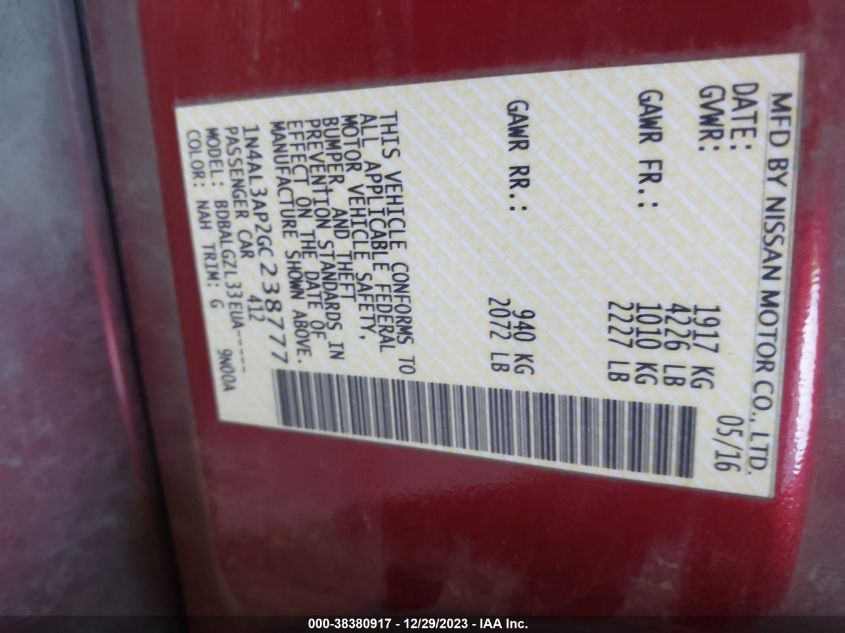 MFD BY NISSAN MOTOR CO., LTD.
DATE: 05/16
GVWR: 1917 KG
4226 LB
GAWR FR.: 1010 KG
2227 LB
GAWR RR.: 940 KG
2072 LB
THIS VEHICLE CONFORMS TO
ALL APPLICABLE FEDERAL
MOTOR VEHICLE SAFETY,
BUMPER, AND THEFT
PREVENTION STANDARDS IN
EFFECT ON THE DATE OF
MANUFACTURE SHOWN ABOVE.
1N4AL3AP2GC238777
PASSENGER CAR 412
MODEL: BDBALGZL33EUA-----
COLOR: NAH TRIM: G 9N00A
000-38380917 - 12/29/2023 - IAA Inc.